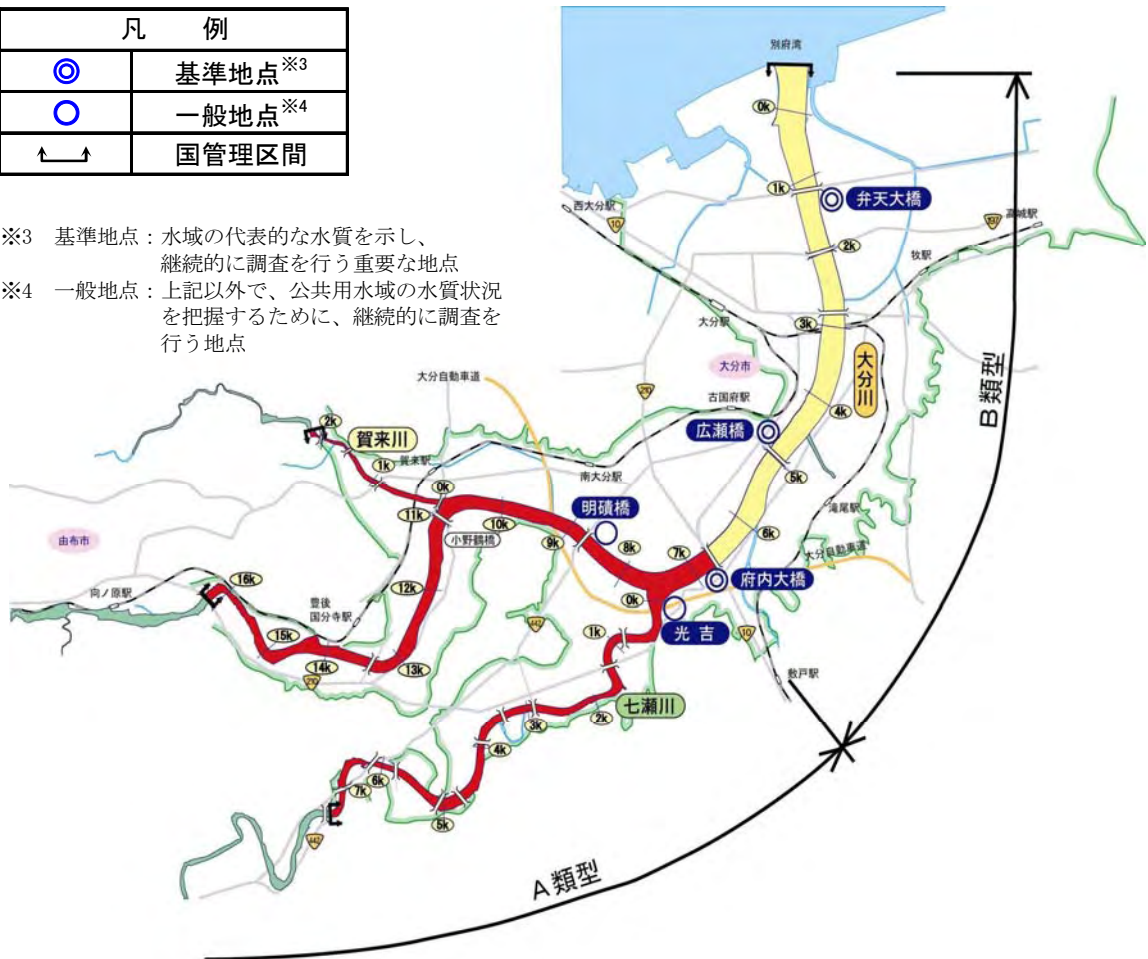 凡 例
◎ 基準地点※3
○ 一般地点※4
国管理区間
※3 基準地点：水域の代表的な水質を示し、
継続的に調査を行う重要な地点
※4 一般地点：上記以外で、公共用水域の水質状況
を把握するために、継続的に調査を
行う地点
別府湾
0k
1k
弁天大橋
西大分駅
10
197
高城駅
2k
牧駅
大分駅
3k
大分市
大分川
大分自動車道
210
古国府駅
4k
B類型
2k
賀来川
広瀬橋
1k
賀来駅
南大分駅
5k
0k
11k
明磧橋
滝尾駅
10k
小野鶴橋
9k
8k
7k
6k
大分自動車道
由布市
府内大橋
16k
12k
0k
向ノ原駅
豊後
国分寺駅
442
1k
光吉
10
15k
14k
13k
210
敷戸駅
七瀬川
2k
3k
4k
6k
7k
5k
442
A類型